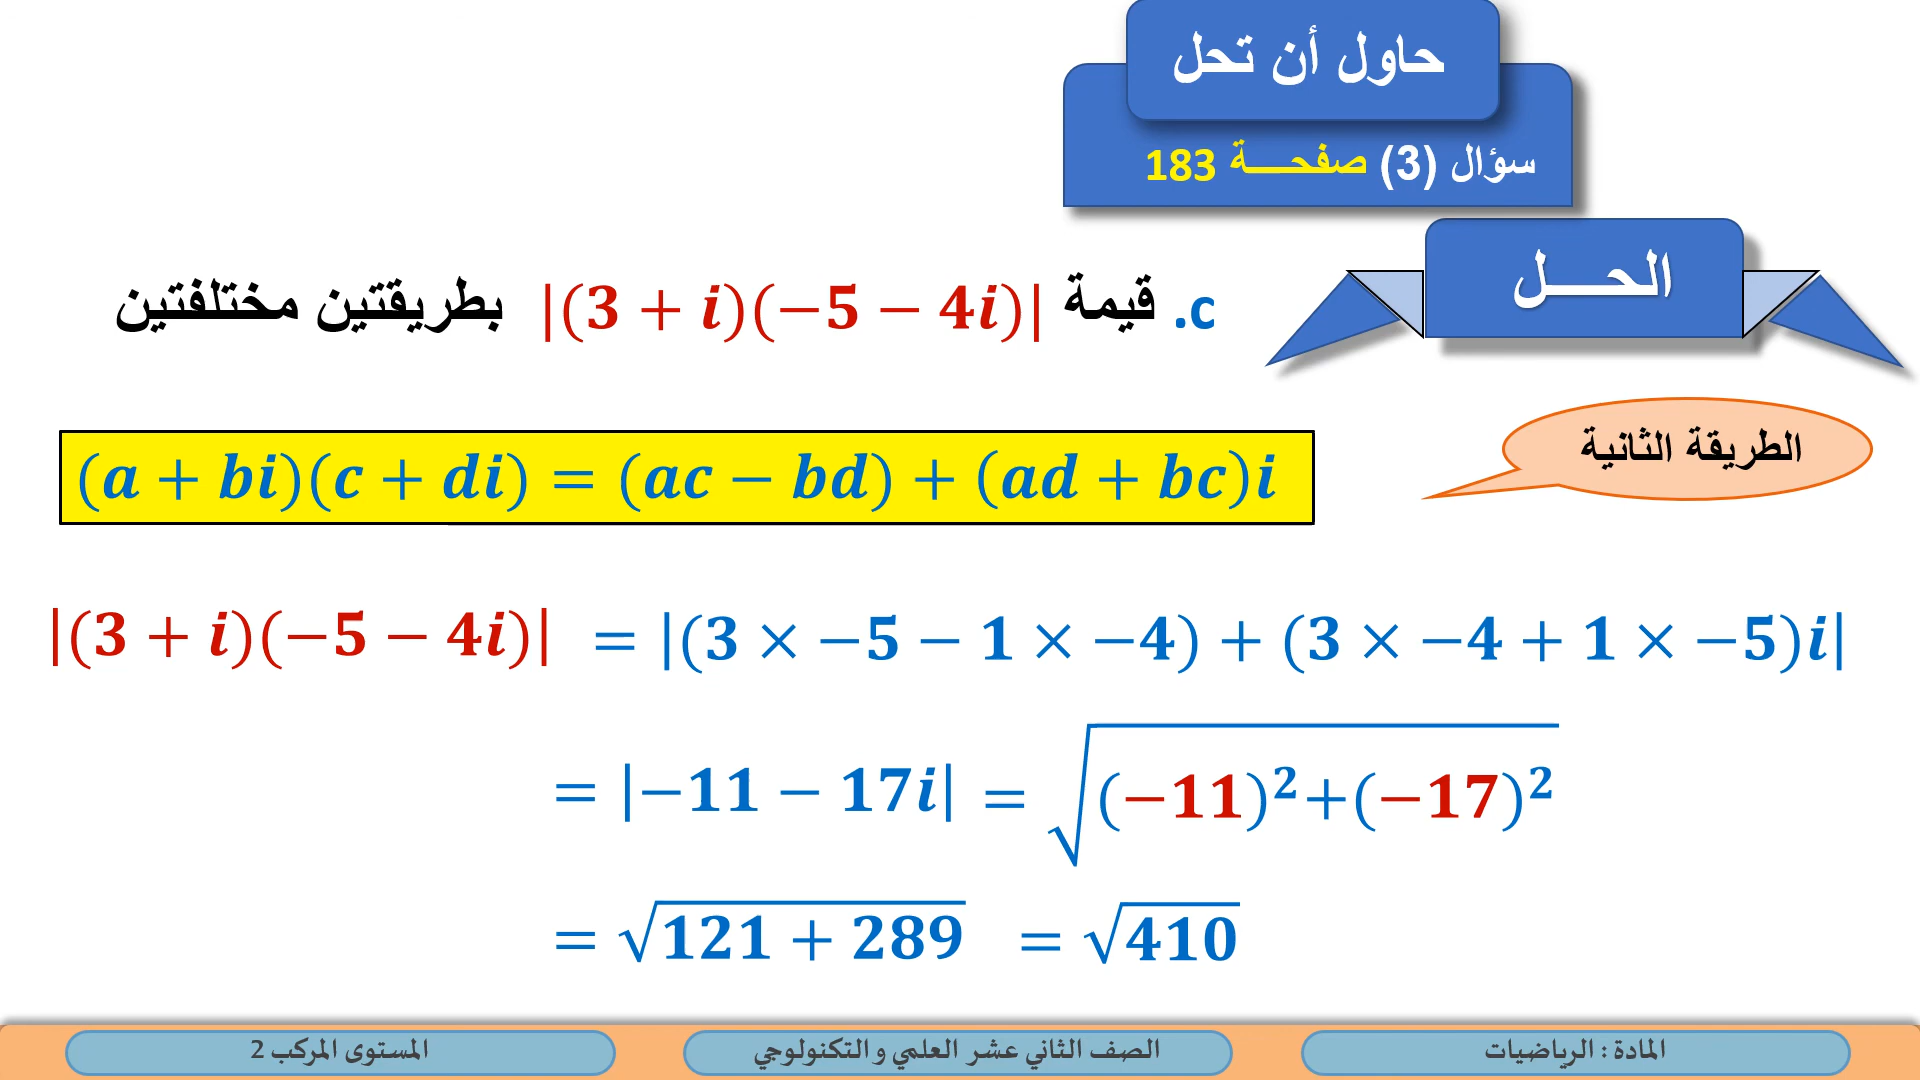 حاول أن تحل
سؤال (3) صفحـــــة 183
الحـــــل
c. قيمة |(3 + i)(−5 − 4i)| بطريقتين مختلفتين
الطريقة الثانية
(a + bi)(c + di) = (ac − bd) + (ad + bc)i
|(3 + i)(−5 − 4i)| = |(3 × −5 − 1 × −4) + (3 × −4 + 1 × −5)i|
= |−11 − 17i| = √((−11)²+(−17)²)
= √(121 + 289) = √410
المادة : الرياضيات
الصف الثاني عشر العلمي و التكنولوجي
المستوى المركب 2